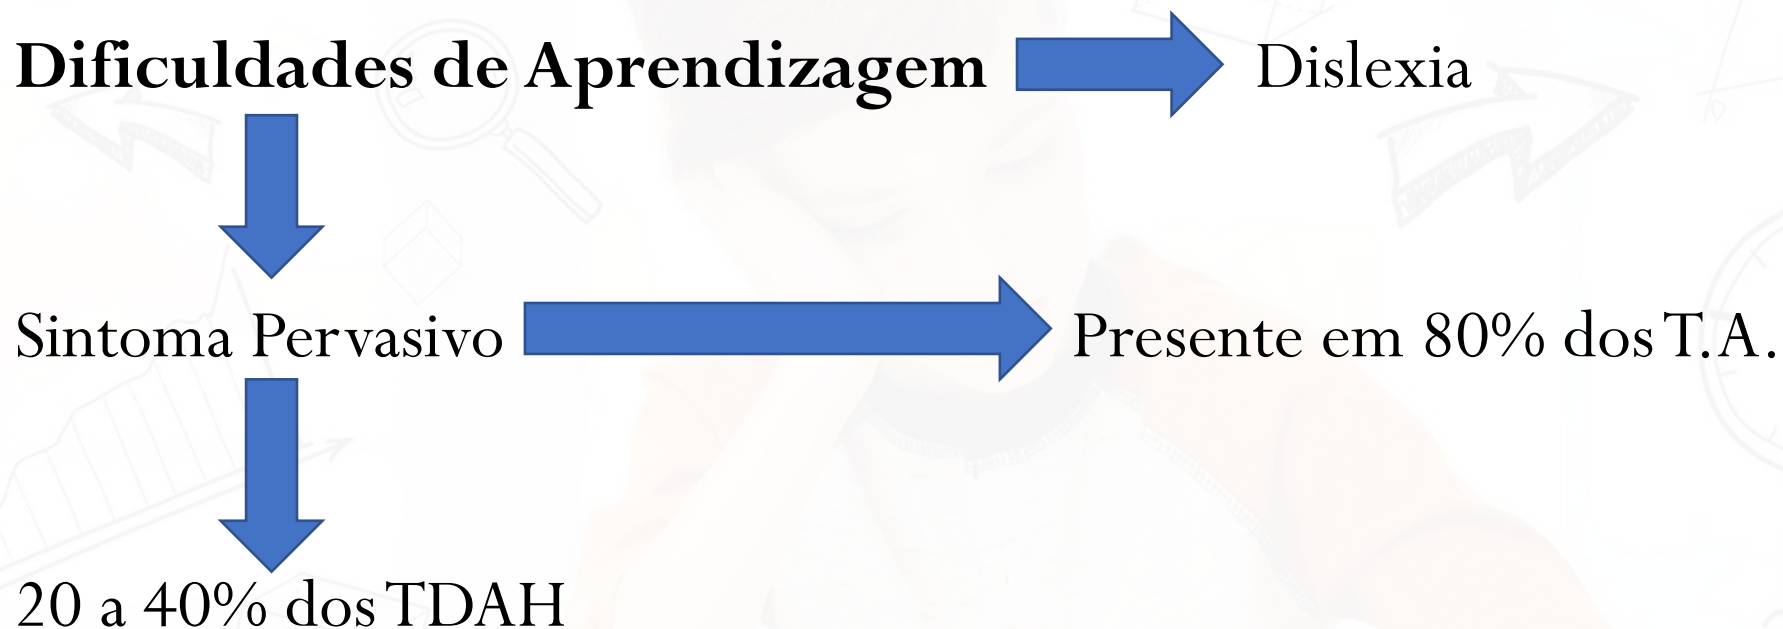 Dificuldades de Aprendizagem Dislexia
Sintoma Pervasivo Presente em 80% dos T.A.
20 a 40% dos TDAH